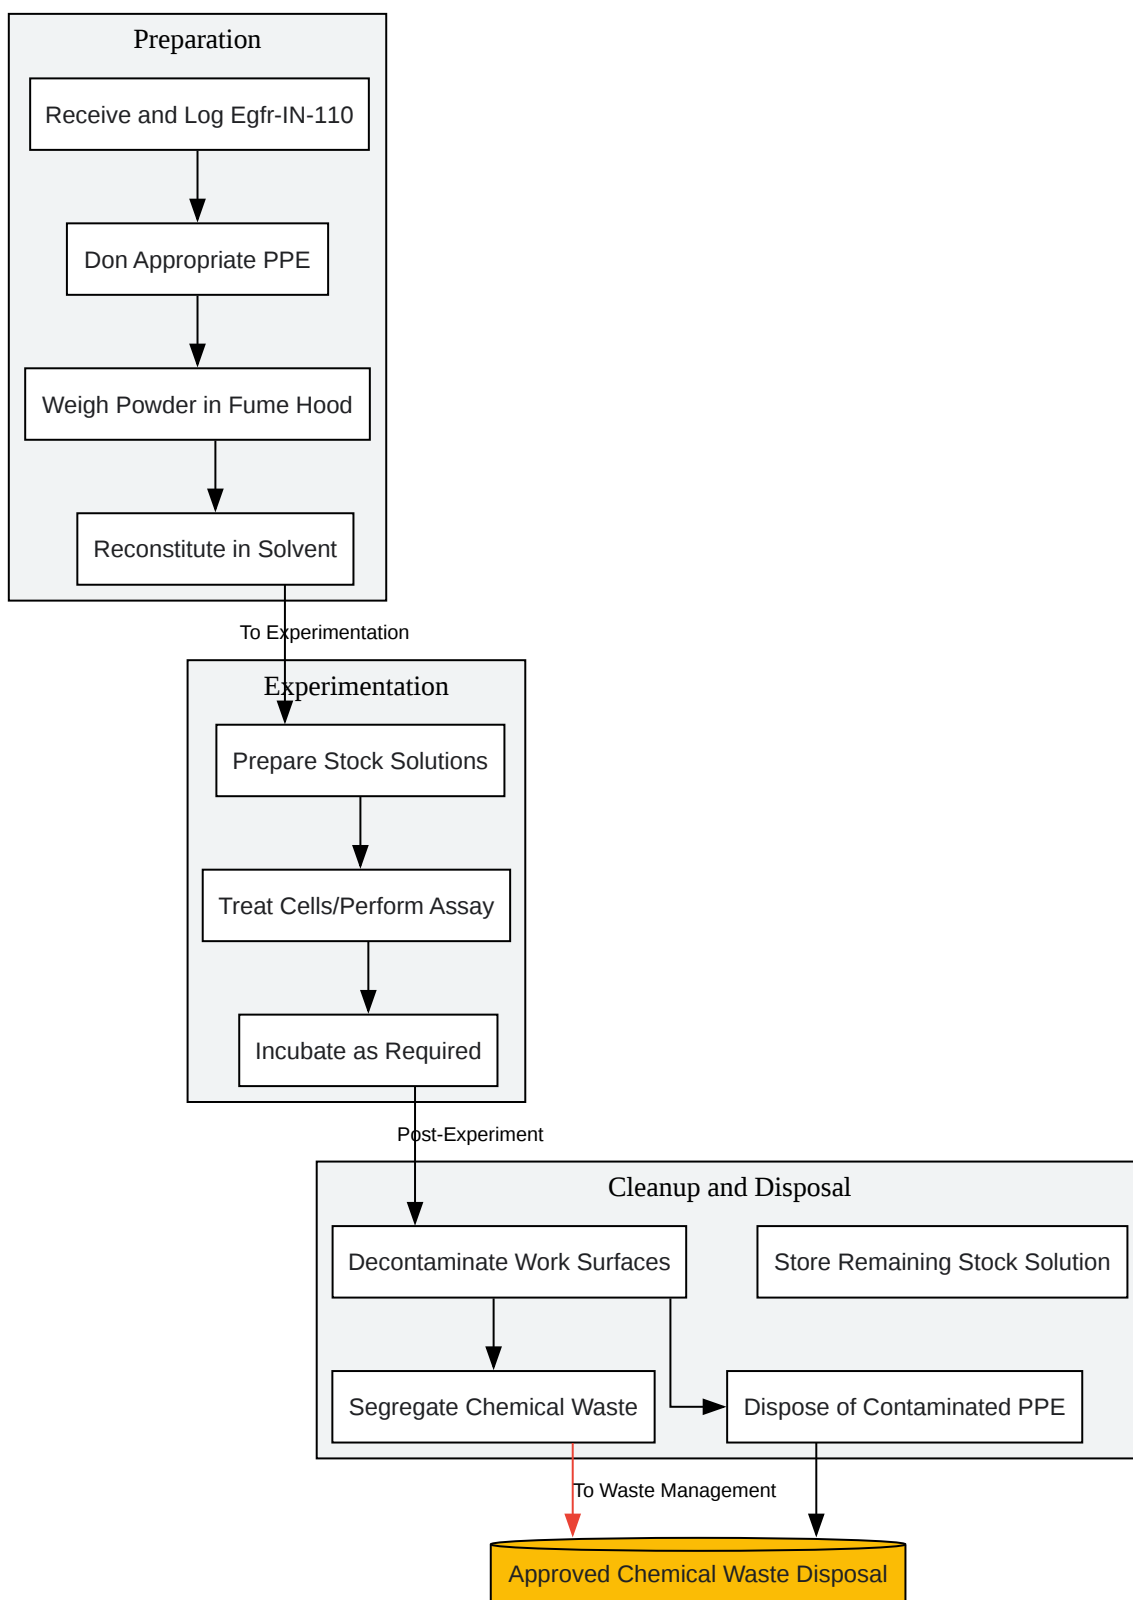 Preparation
Receive and Log Egfr-IN-110
Don Appropriate PPE
Weigh Powder in Fume Hood
Reconstitute in Solvent
To Experimentation
Experimentation
Prepare Stock Solutions
Treat Cells/Perform Assay
Incubate as Required
Post-Experiment
Cleanup and Disposal
Decontaminate Work Surfaces
Store Remaining Stock Solution
Segregate Chemical Waste
Dispose of Contaminated PPE
To Waste Management
Approved Chemical Waste Disposal